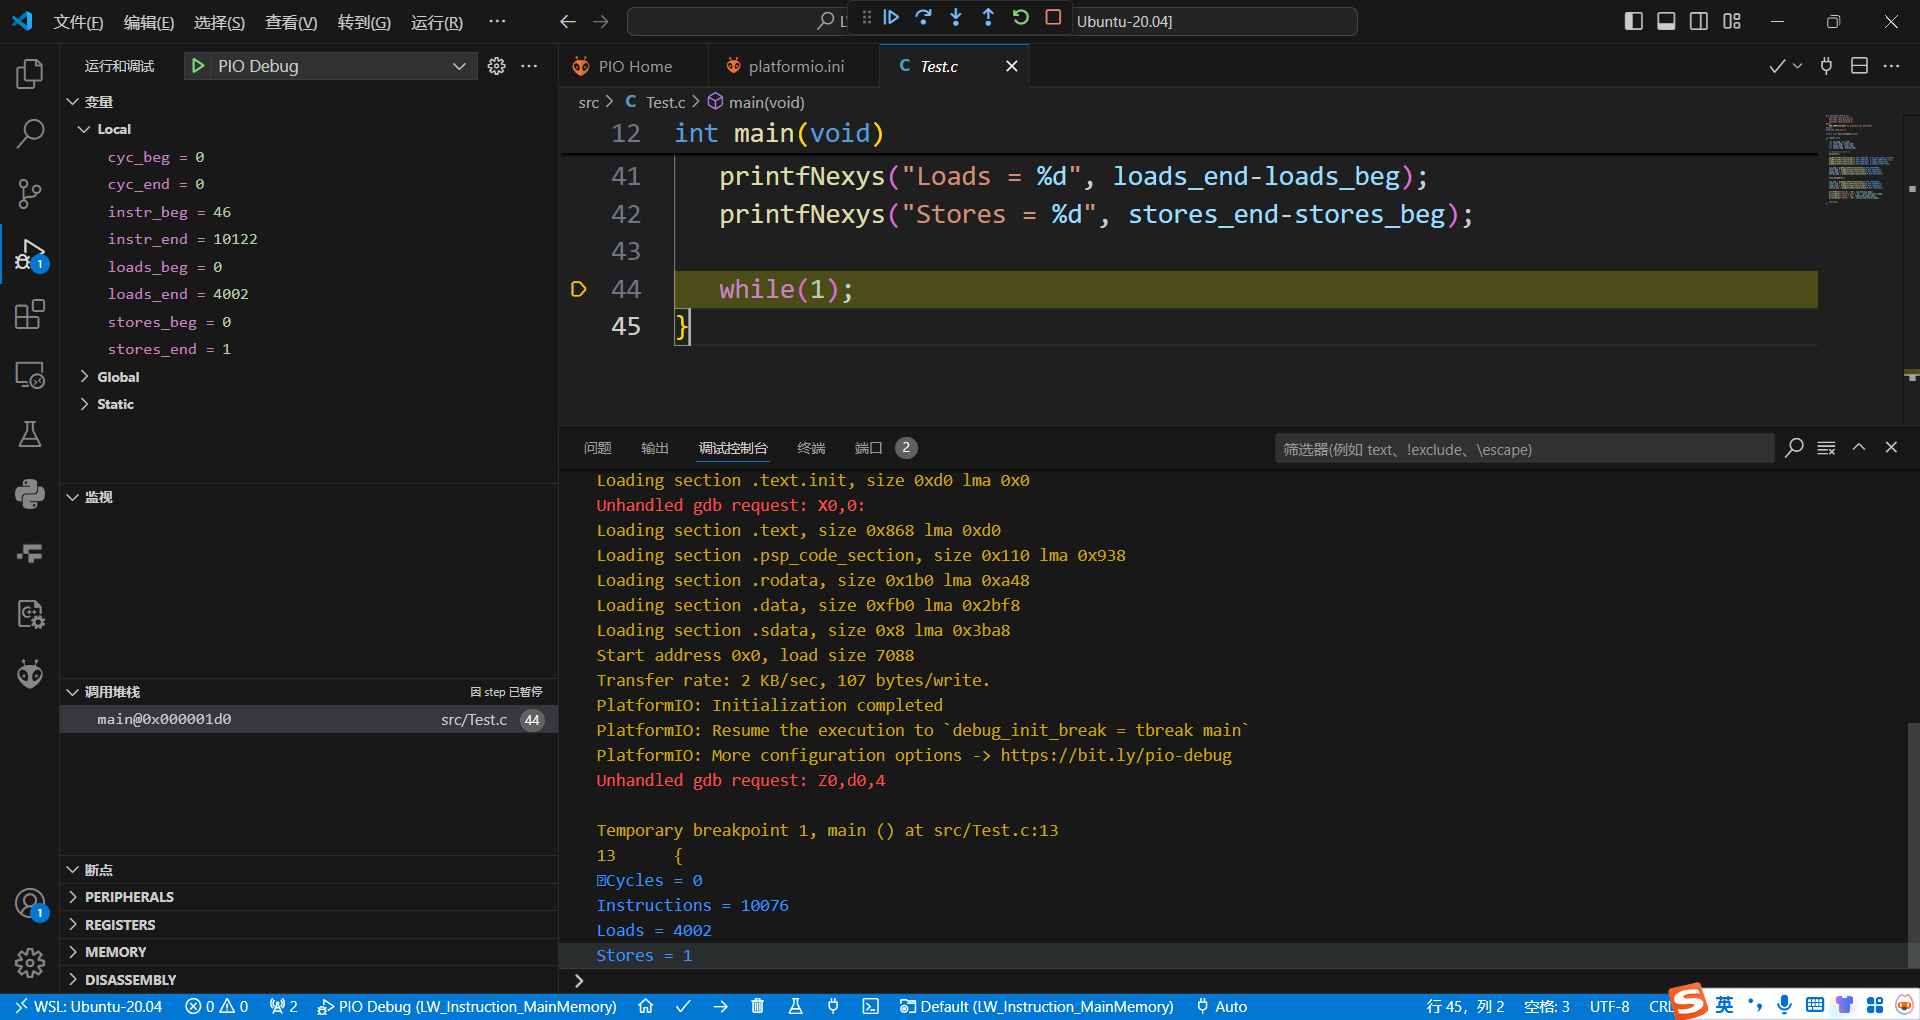 文件(F) 编辑(E) 选择(S) 查看(V) 转到(G) 运行(R) ··· Ubuntu-20.04]
运行和调试 PIO Debug
变量
Local
cyc_beg = 0
cyc_end = 0
instr_beg = 46
instr_end = 10122
loads_beg = 0
loads_end = 4002
stores_beg = 0
stores_end = 1
Global
Static
监视
调用堆栈 因 step 已暂停
main@0x000001d0 src/Test.c 44
断点
PERIPHERALS
REGISTERS
MEMORY
DISASSEMBLY
1
1
PIO Home platformio.ini C Test.c
src > C Test.c > main(void)
12 int main(void)
41 printfNexys("Loads = %d", loads_end-loads_beg);
42 printfNexys("Stores = %d", stores_end-stores_beg);
43
44 while(1);
45 }
问题 输出 调试控制台 终端 端口 2 筛选器(例如 text、!exclude、\escape)
Loading section .text.init, size 0xd0 lma 0x0
Unhandled gdb request: X0,0:
Loading section .text, size 0x868 lma 0xd0
Loading section .psp_code_section, size 0x110 lma 0x938
Loading section .rodata, size 0x1b0 lma 0xa48
Loading section .data, size 0xfb0 lma 0x2bf8
Loading section .sdata, size 0x8 lma 0x3ba8
Start address 0x0, load size 7088
Transfer rate: 2 KB/sec, 107 bytes/write.
PlatformIO: Initialization completed
PlatformIO: Resume the execution to `debug_init_break = tbreak main`
PlatformIO: More configuration options -> https://bit.ly/pio-debug
Unhandled gdb request: Z0,d0,4
Temporary breakpoint 1, main () at src/Test.c:13
13 {
Cycles = 0
Instructions = 10076
Loads = 4002
Stores = 1
WSL: Ubuntu-20.04 0 0 2 PIO Debug (LW_Instruction_MainMemory) Default (LW_Instruction_MainMemory) Auto 行 45, 列 2 空格: 3 UTF-8 英